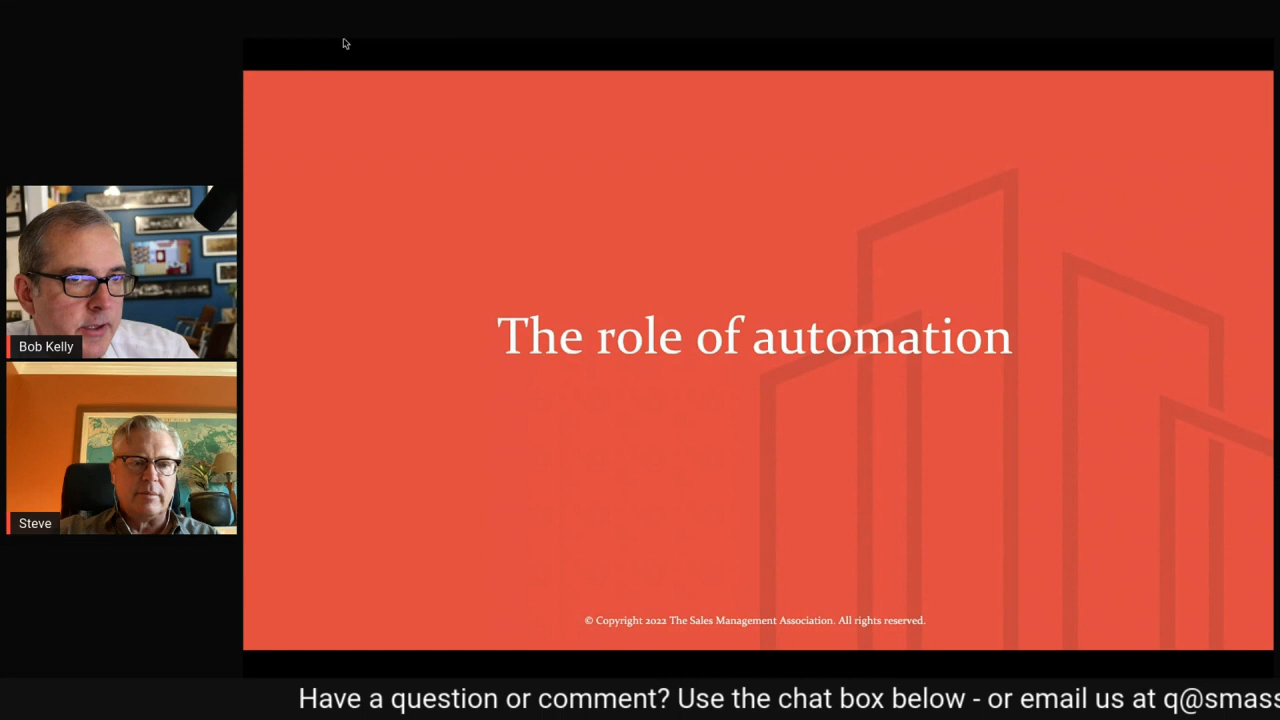 Bob Kelly
Steve
The role of automation
© Copyright 2022 The Sales Management Association. All rights reserved.
Have a question or comment? Use the chat box below - or email us at q@smass